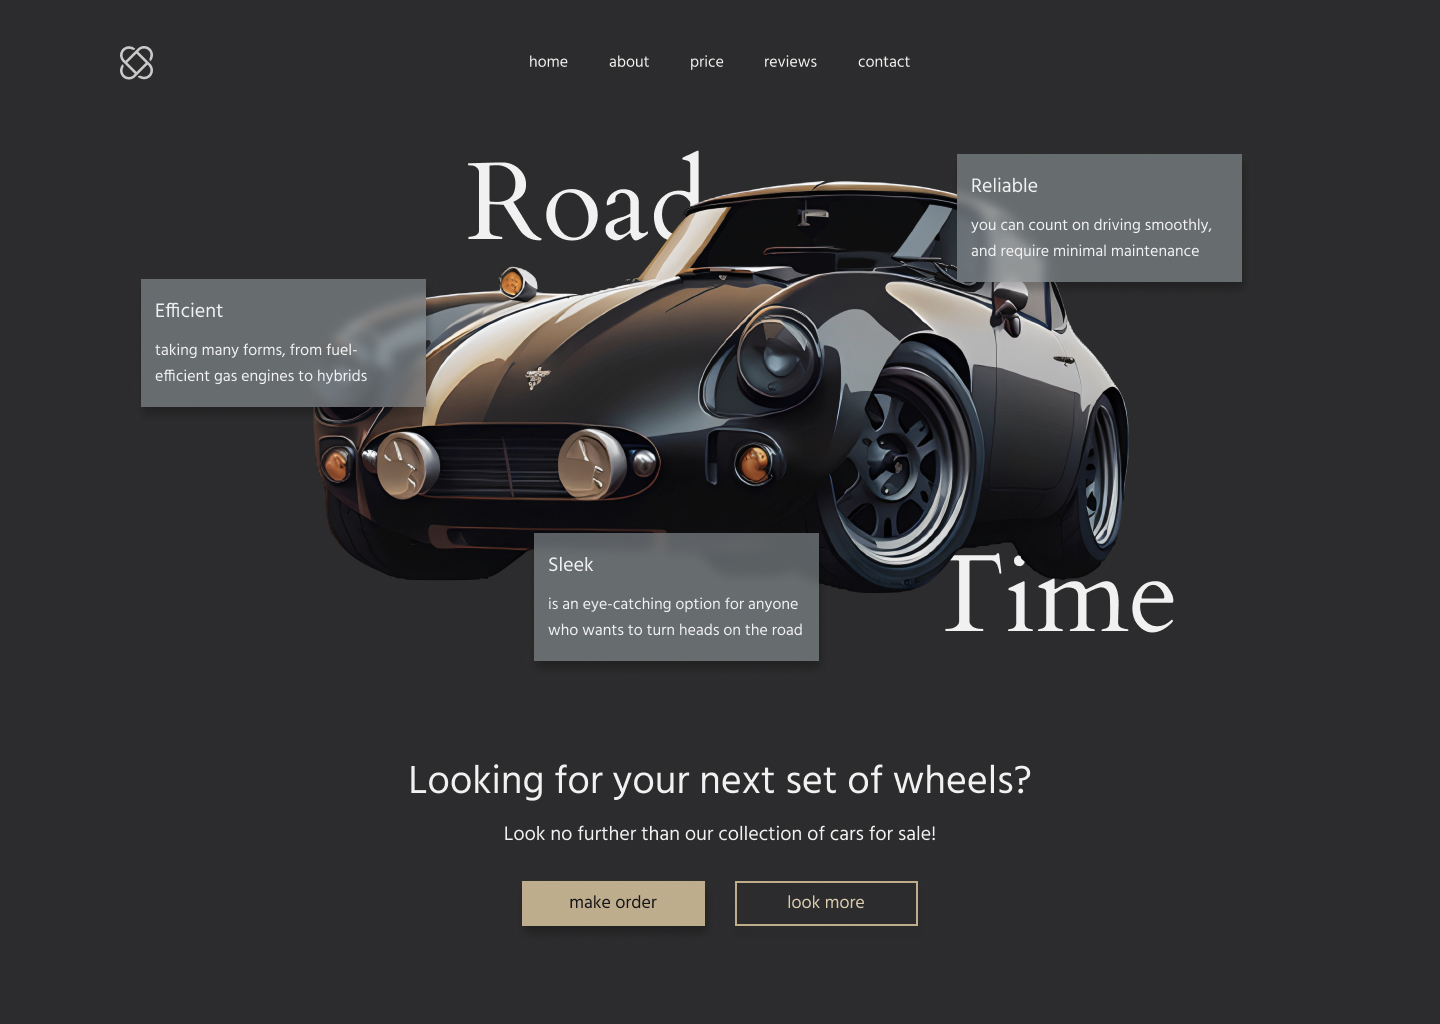 home about price reviews contact
Road
Reliable
you can count on driving smoothly,
and require minimal maintenance
Efficient
taking many forms, from fuel-
efficient gas engines to hybrids
Sleek
is an eye-catching option for anyone
who wants to turn heads on the road
Time
Looking for your next set of wheels?
Look no further than our collection of cars for sale!
make order look more